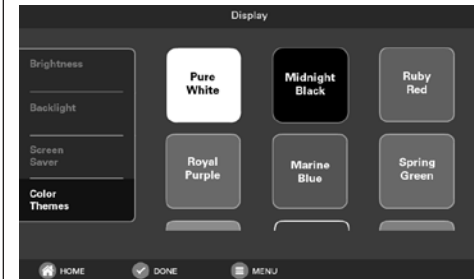 Display
Brightness
Backlight
Screen
Saver
Color
Themes
Pure
White
Midnight
Black
Ruby
Red
Royal
Purple
Marine
Blue
Spring
Green
HOME
DONE
MENU